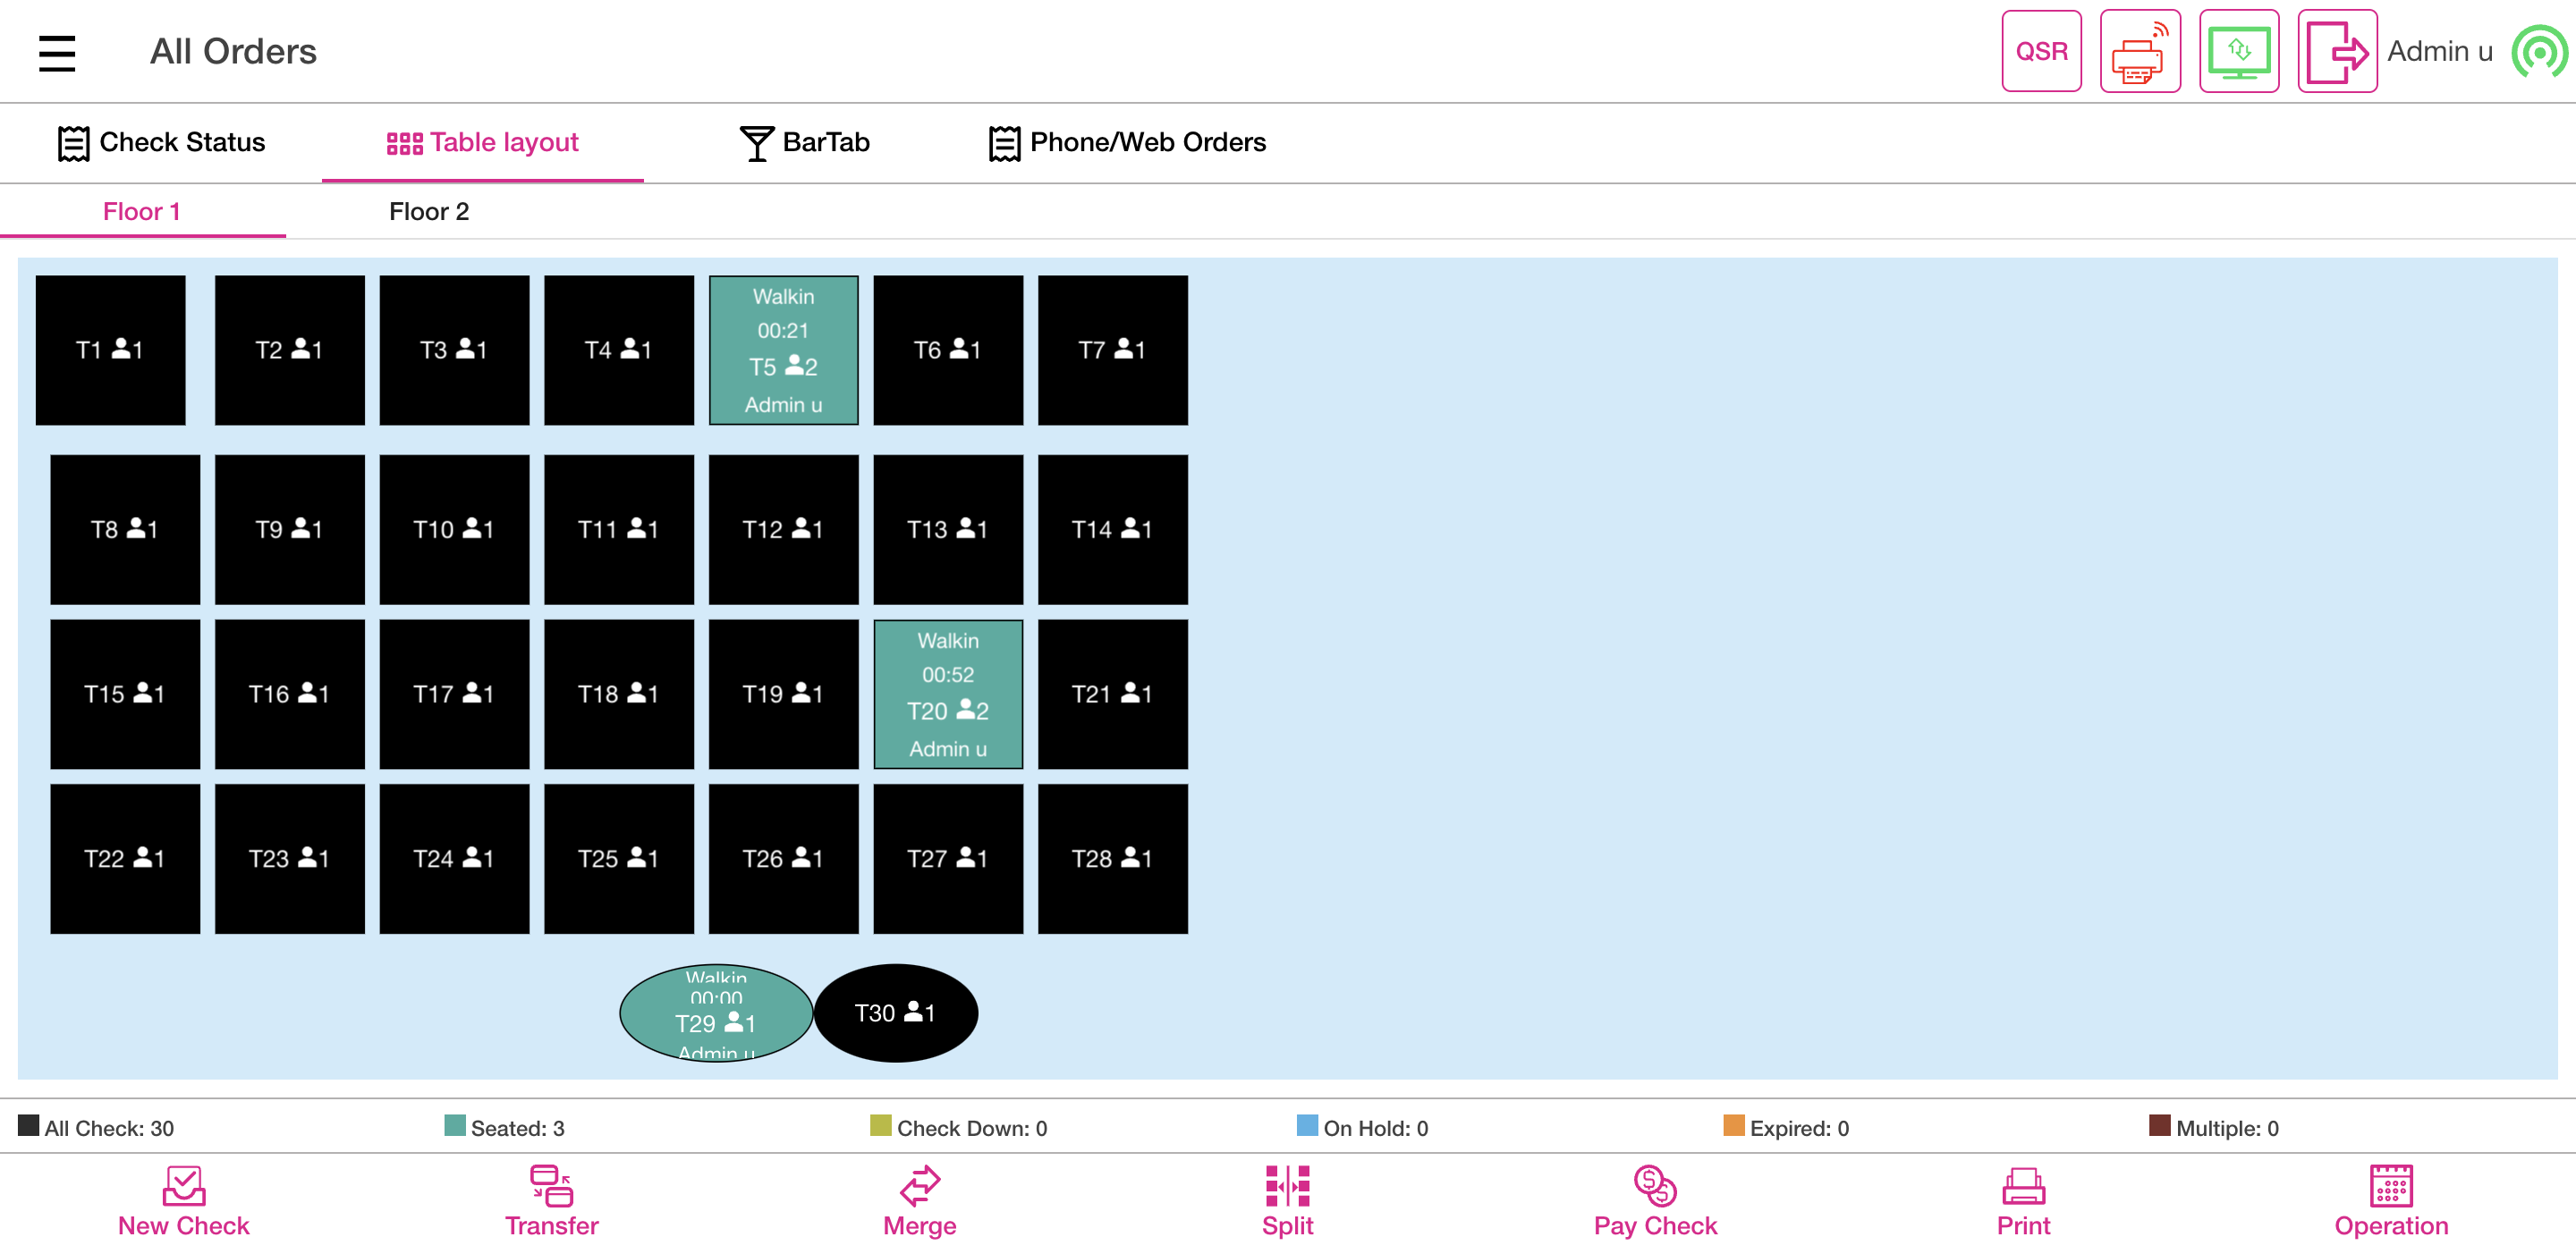 All Orders
QSR
Admin u
Check Status
Table layout
BarTab
Phone/Web Orders
Floor 1
Floor 2
T1 1
T2 1
T3 1
T4 1
Walkin
00:21
T5 2
Admin u
T6 1
T7 1
T8 1
T9 1
T10 1
T11 1
T12 1
T13 1
T14 1
T15 1
T16 1
T17 1
T18 1
T19 1
Walkin
00:52
T20 2
Admin u
T21 1
T22 1
T23 1
T24 1
T25 1
T26 1
T27 1
T28 1
Walkin
00:00
T29 1
Admin u
T30 1
All Check: 30
Seated: 3
Check Down: 0
On Hold: 0
Expired: 0
Multiple: 0
New Check
Transfer
Merge
Split
Pay Check
Print
Operation